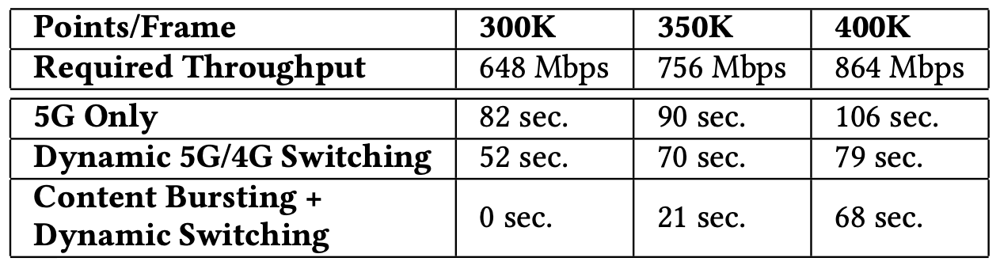 Points/Frame 300K 350K 400K
Required Throughput 648 Mbps 756 Mbps 864 Mbps
5G Only 82 sec. 90 sec. 106 sec.
Dynamic 5G/4G Switching 52 sec. 70 sec. 79 sec.
Content Bursting +
Dynamic Switching 0 sec. 21 sec. 68 sec.